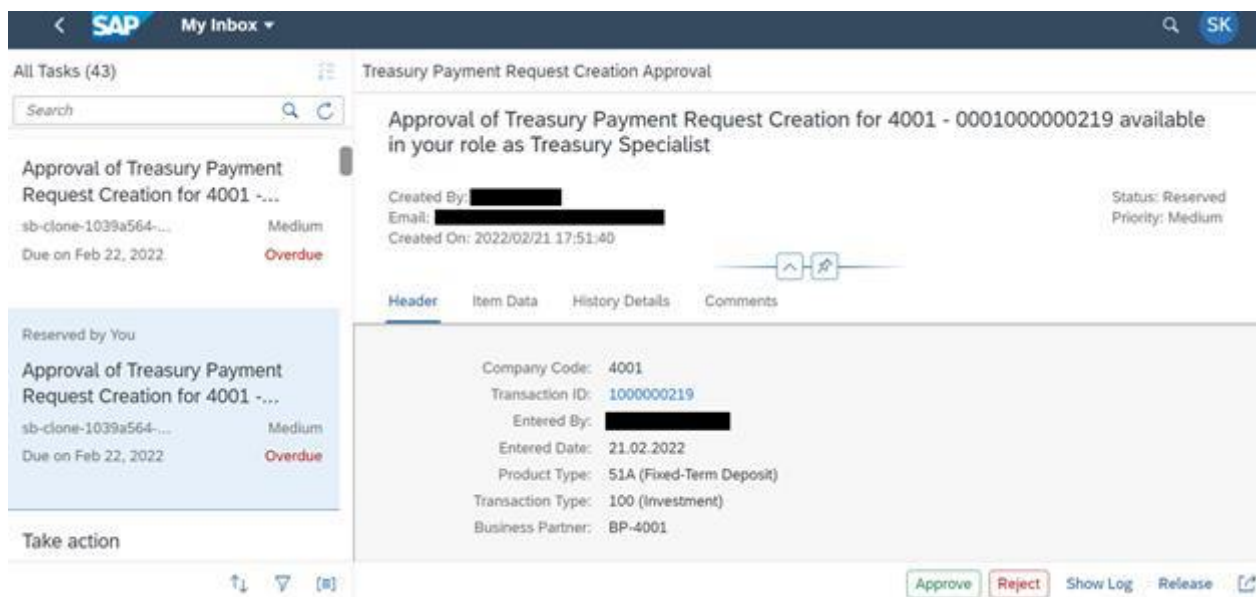 SAP My Inbox SK
All Tasks (43)
Search
Approval of Treasury Payment
Request Creation for 4001 -...
sb-clone-1039a564-... Medium
Due on Feb 22, 2022 Overdue
Reserved by You
Approval of Treasury Payment
Request Creation for 4001 -...
sb-clone-1039a564-... Medium
Due on Feb 22, 2022 Overdue
Take action
Treasury Payment Request Creation Approval
Approval of Treasury Payment Request Creation for 4001 - 0001000000219 available
in your role as Treasury Specialist
Created By:
Email:
Created On: 2022/02/21 17:51:40
Status: Reserved
Priority: Medium
Header Item Data History Details Comments
Company Code: 4001
Transaction ID: 1000000219
Entered By:
Entered Date: 21.02.2022
Product Type: 51A (Fixed-Term Deposit)
Transaction Type: 100 (Investment)
Business Partner: BP-4001
Approve Reject Show Log Release